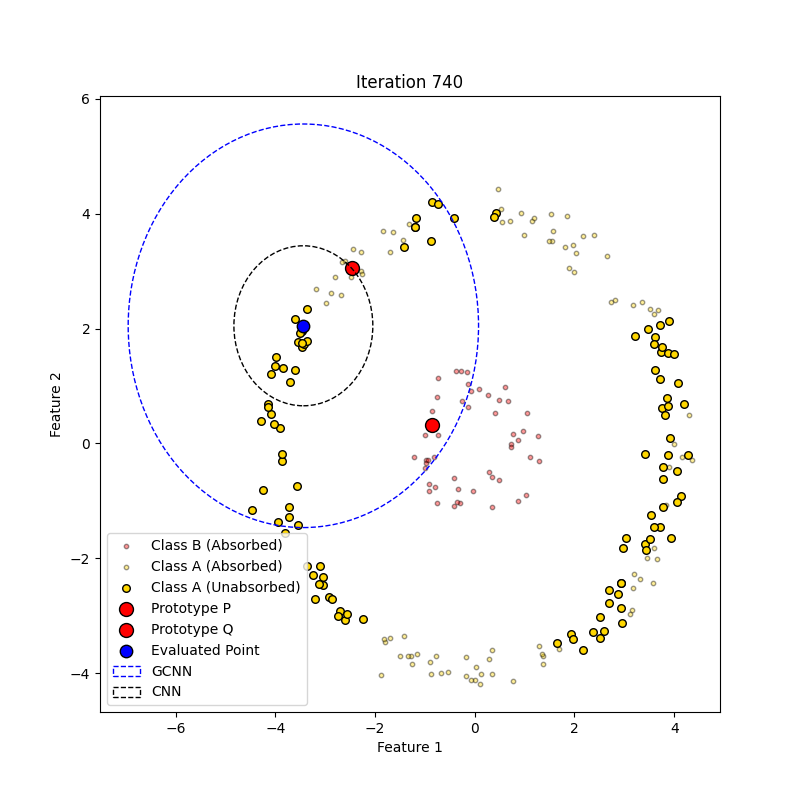 Iteration 740
6
4
2
0
−2
−4
Feature 2
Class B (Absorbed)
Class A (Absorbed)
Class A (Unabsorbed)
Prototype P
Prototype Q
Evaluated Point
GCNN
CNN
−6
−4
−2
0
2
4
Feature 1